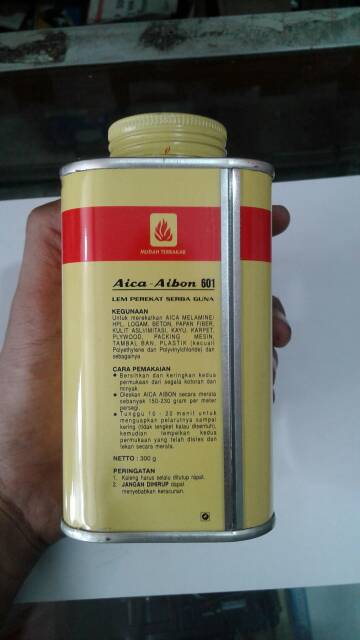 MUDAH TERBAKAR
Aica-Aibon 601
LEM PEREKAT SERBA GUNA
KEGUNAAN
Untuk merekatkan AICA MELAMINE/
HPL, LOGAM, BETON, PAPAN FIBER,
KULIT ASLI/IMITASI, KAYU, KARPET,
PLYWOOD, PACKING MESIN,
TAMBAL BAN, PLASTIK (kecuali
Polyethylene dan Polyvinylchloride) dan
sebagainya.
CARA PEMAKAIAN
● Bersihkan dan keringkan kedua
permukaan dari segala kotoran dan
minyak.
● Oleskan AICA AIBON secara merata
sebanyak 150-230 gram per meter
persegi.
● Tunggu 10 - 20 menit untuk
menguapkan pelarutnya sampai
kering (tidak lengket kalau disentuh),
kemudian tempelkan kedua
permukaan yang telah dioles dan
tekan secara merata.
NETTO : 300 g
PERINGATAN
1. Kaleng harus selalu ditutup rapat.
2. JANGAN DIHIRUP dapat
menyebabkan keracunan.